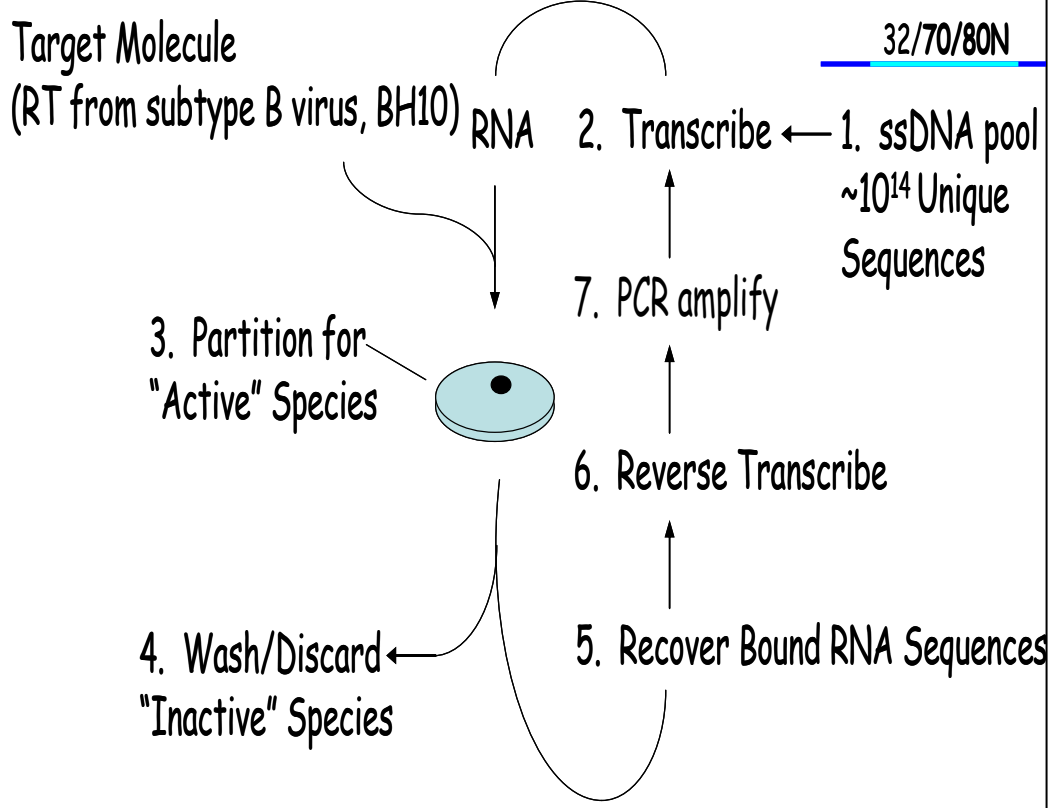 Target Molecule
(RT from subtype B virus, BH10)
32/70/80N
RNA
2. Transcribe
1. ssDNA pool
~10¹⁴ Unique
Sequences
3. Partition for
“Active” Species
4. Wash/Discard
“Inactive” Species
5. Recover Bound RNA Sequences
6. Reverse Transcribe
7. PCR amplify